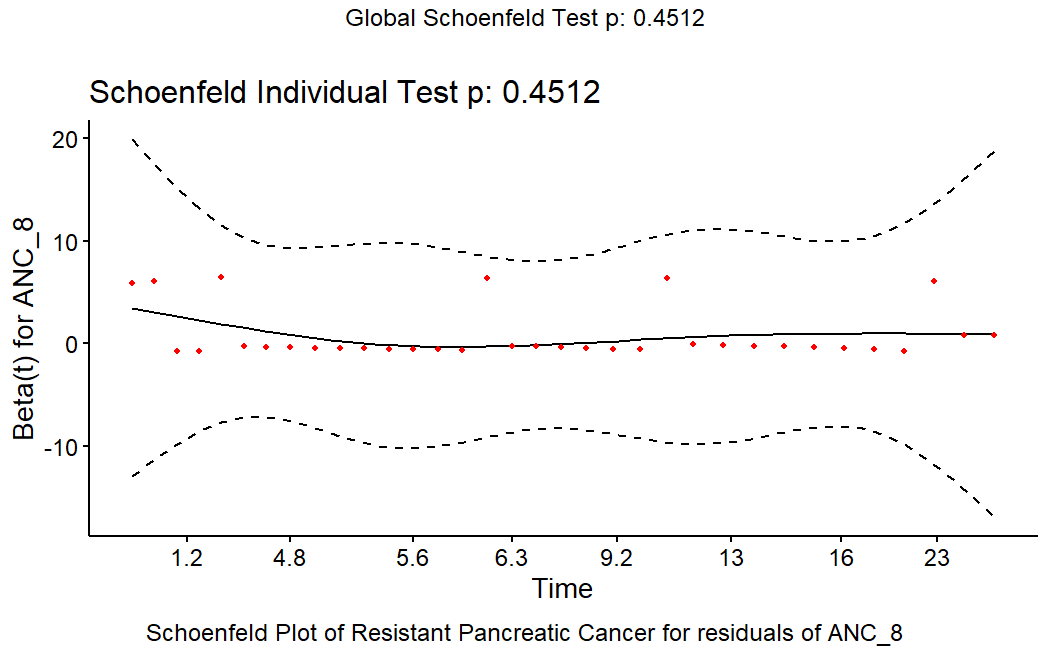 Global Schoenfeld Test p: 0.4512
Schoenfeld Individual Test p: 0.4512
Beta(t) for ANC_8
20
10
0
-10
1.2 4.8 5.6 6.3 9.2 13 16 23
Time
Schoenfeld Plot of Resistant Pancreatic Cancer for residuals of ANC_8